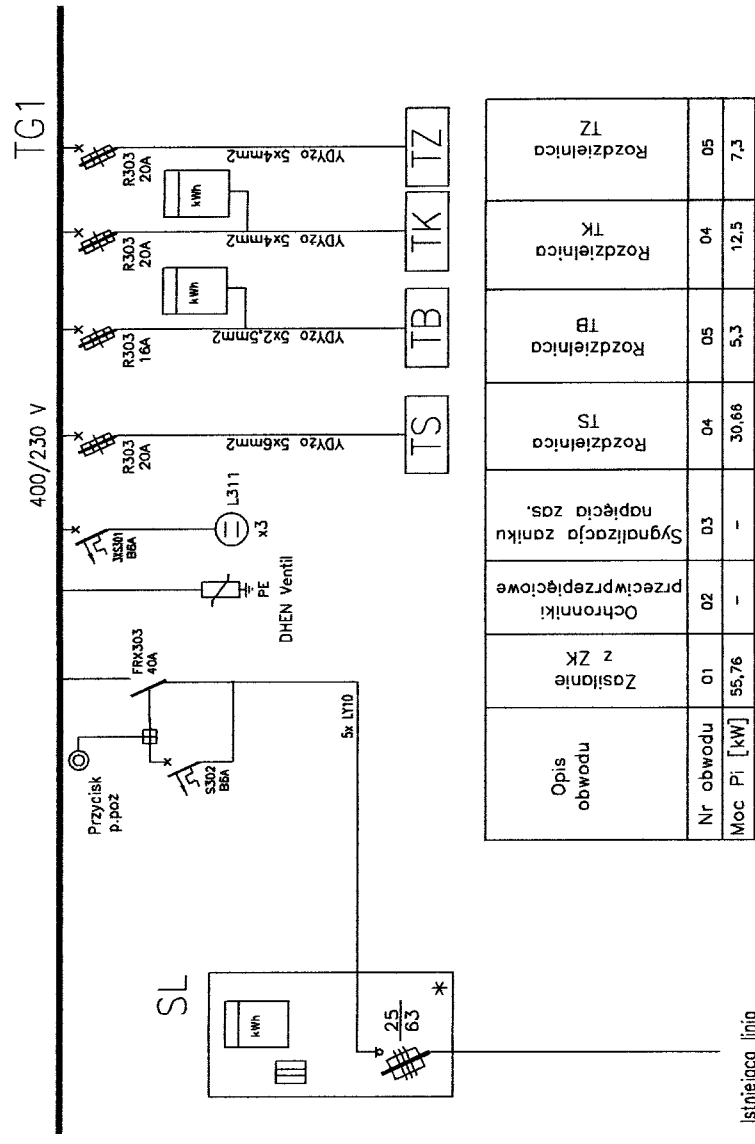 TG1
400/230 V
Przycisk
p.poż
FRX303
40A
S302
B6A
DHEN Ventil
PE
3XS301
B6A
L311
x3
R303
20A
YDYżo 5x6mm2
TS
R303
16A
kWh
YDYżo 5x2,5mm2
TB
R303
20A
kWh
YDYżo 5x4mm2
TK
R303
20A
YDYżo 5x4mm2
TZ
5x LY10
SL
kWh
25
63
*
Istniejąca linia
Opis
obwodu
Zasilanie
z ZK
Ochronniki
przeciwprzepięciowe
Sygnalizacja zaniku
napięcia zas.
Rozdzielnica
TS
Rozdzielnica
TB
Rozdzielnica
TK
Rozdzielnica
TZ
Nr obwodu 01 02 03 04 05 04 05
Moc Pi [kW] 55,76 - - 30,66 5,3 12,5 7,3